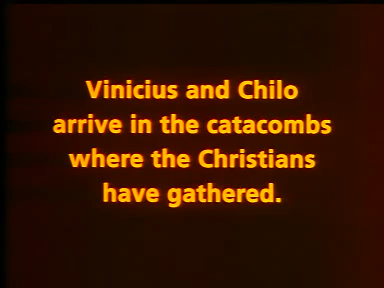 Vinicius and Chilo
arrive in the catacombs
where the Christians
have gathered.